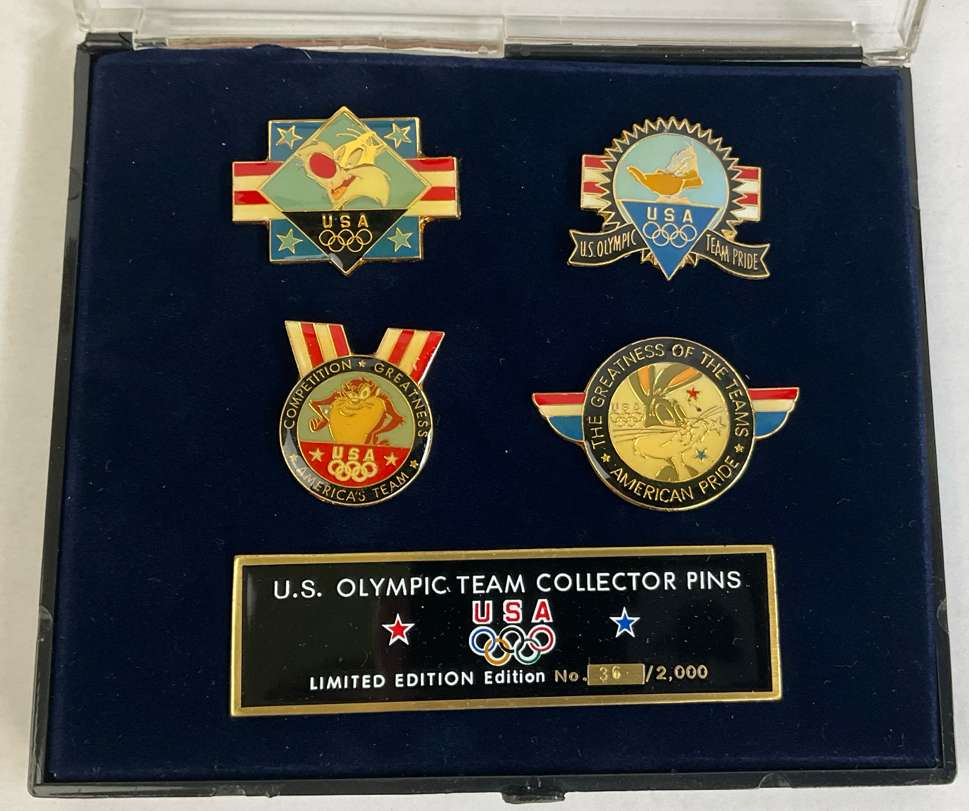 USA
USA
U.S. OLYMPIC TEAM PRIDE
COMPETITION ★ GREATNESS
USA
★ AMERICA'S TEAM ★
THE GREATNESS OF THE TEAMS
USA
★ AMERICAN PRIDE ★
U.S. OLYMPIC TEAM COLLECTOR PINS
USA
LIMITED EDITION Edition No. 36 /2,000